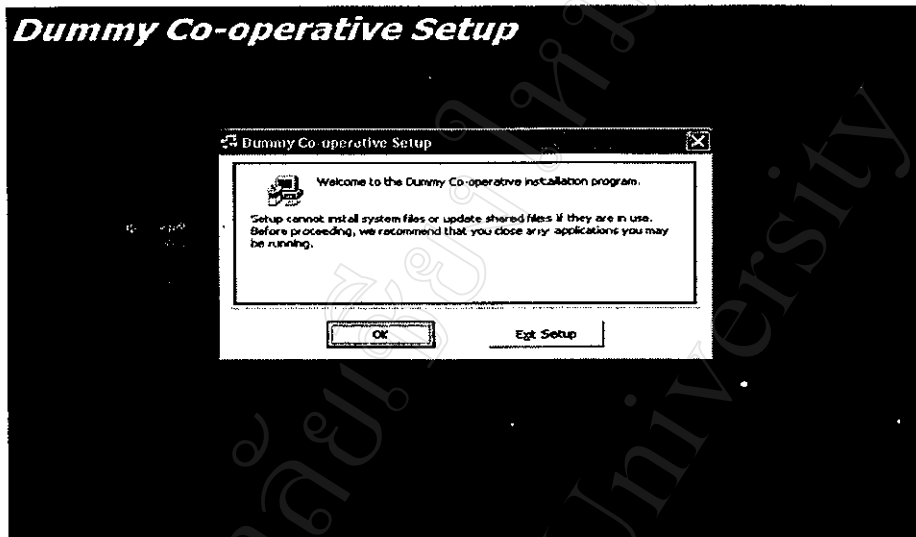 Dummy Co-operative Setup
Dummy Co-operative Setup
Welcome to the Dummy Co-operative installation program.
Setup cannot install system files or update shared files if they are in use.
Before proceeding, we recommend that you close any applications you may
be running.
OK
Exit Setup
University